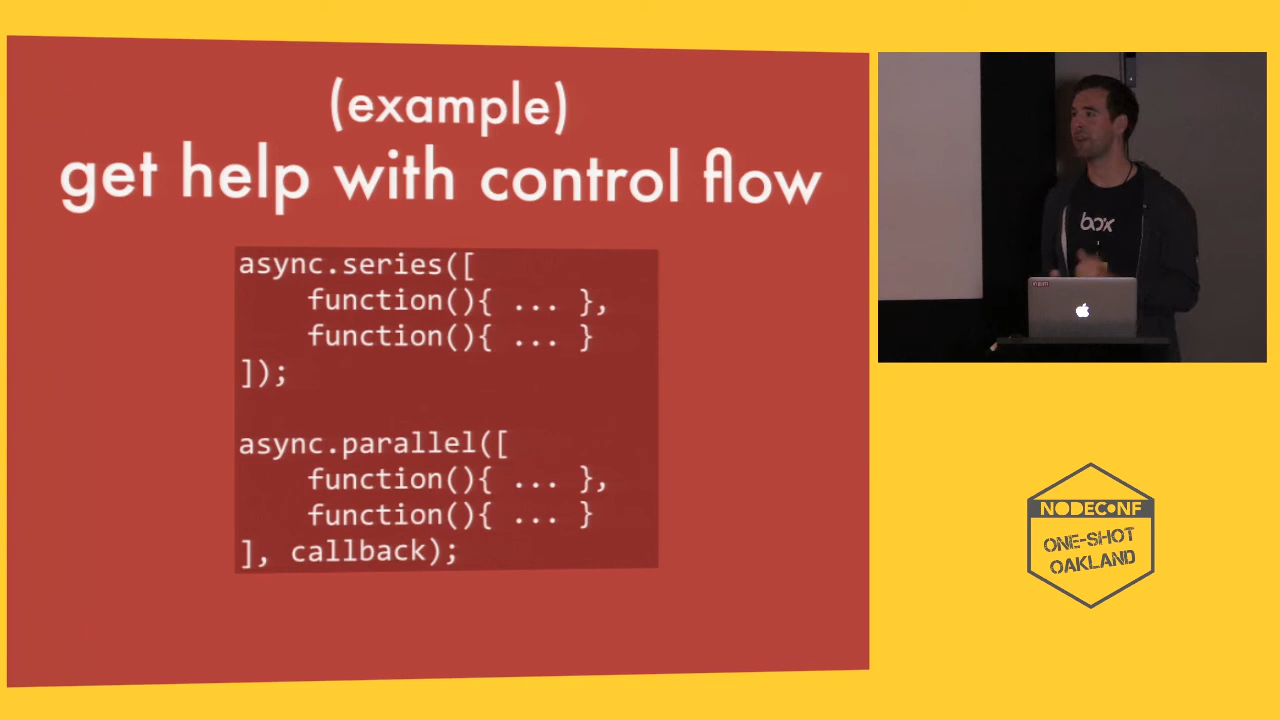 (example)
get help with control flow
async.series([
    function(){ ... },
    function(){ ... }
]);
async.parallel([
    function(){ ... },
    function(){ ... }
], callback);
box
NODECONF
ONE-SHOT
OAKLAND